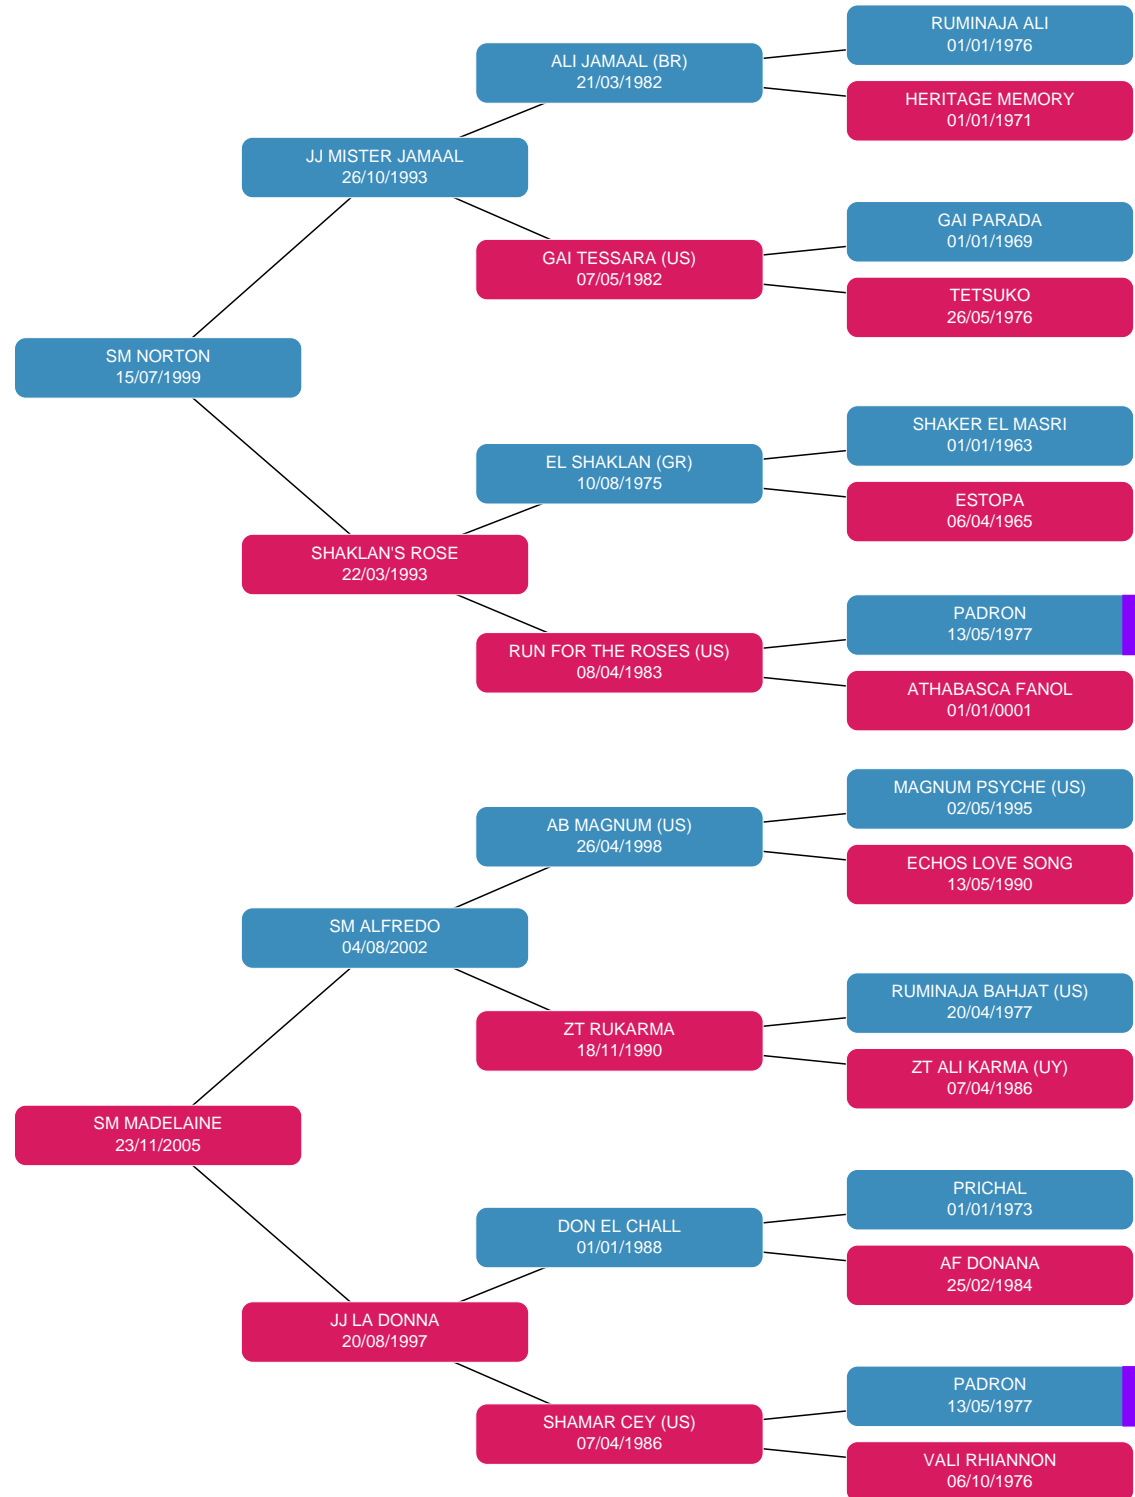 RUMINAJA ALI
01/01/1976
ALI JAMAAL (BR)
21/03/1982
HERITAGE MEMORY
01/01/1971
JJ MISTER JAMAAL
26/10/1993
GAI PARADA
01/01/1969
GAI TESSARA (US)
07/05/1982
TETSUKO
26/05/1976
SM NORTON
15/07/1999
SHAKER EL MASRI
01/01/1963
EL SHAKLAN (GR)
10/08/1975
ESTOPA
06/04/1965
SHAKLAN'S ROSE
22/03/1993
PADRON
13/05/1977
RUN FOR THE ROSES (US)
08/04/1983
ATHABASCA FANOL
01/01/0001
MAGNUM PSYCHE (US)
02/05/1995
AB MAGNUM (US)
26/04/1998
ECHOS LOVE SONG
13/05/1990
SM ALFREDO
04/08/2002
RUMINAJA BAHJAT (US)
20/04/1977
ZT RUKARMA
18/11/1990
ZT ALI KARMA (UY)
07/04/1986
SM MADELAINE
23/11/2005
PRICHAL
01/01/1973
DON EL CHALL
01/01/1988
AF DONANA
25/02/1984
JJ LA DONNA
20/08/1997
PADRON
13/05/1977
SHAMAR CEY (US)
07/04/1986
VALI RHIANNON
06/10/1976